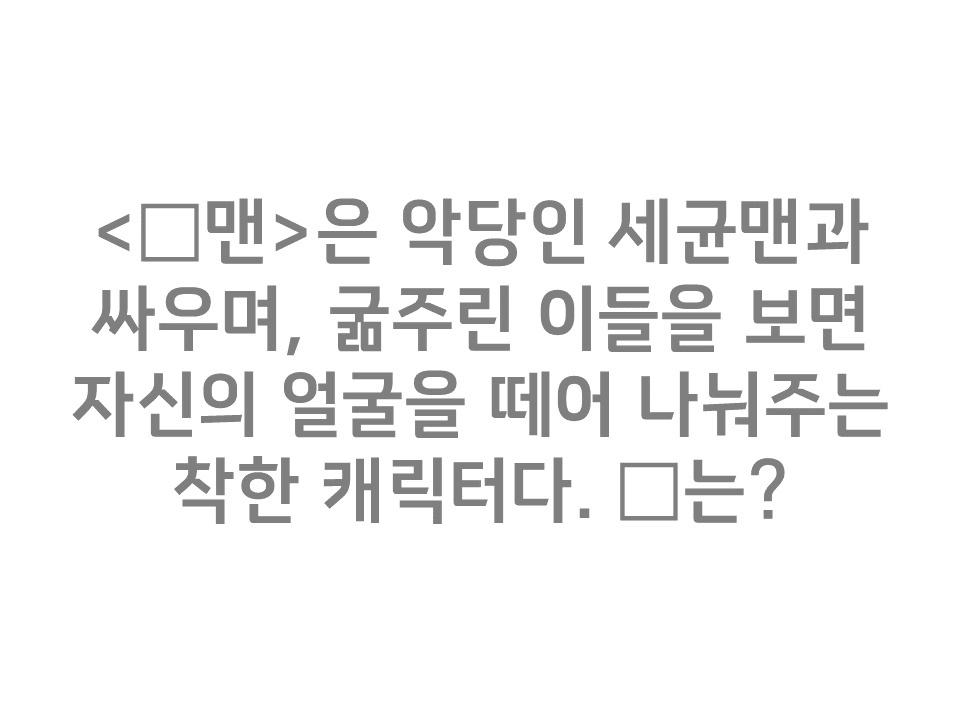 <□맨>은 악당인 세균맨과
싸우며, 굶주린 이들을 보면
자신의 얼굴을 떼어 나눠주는
착한 캐릭터다. □는?